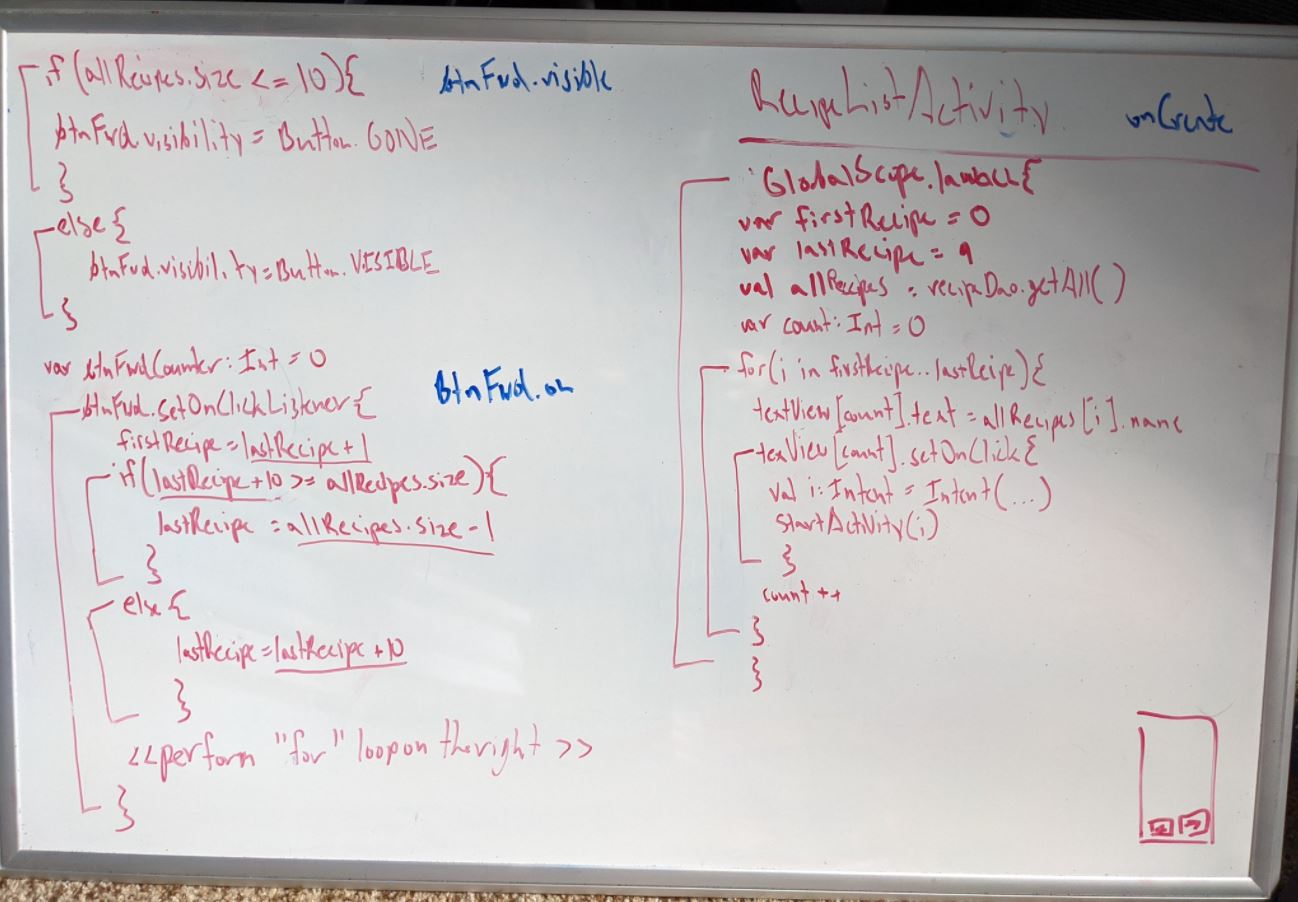 if (allRecipes.size <= 10){
btnFwd.visible
btnFwd.visibility = Button.GONE
}
else {
btnFwd.visibility = Button.VISIBLE
}
var btnFwdCounter: Int = 0
btnFwd.setOnClickListener {
BtnFwd.on
firstRecipe = lastRecipe + 1
if (lastRecipe + 10 >= allRecipes.size){
lastRecipe = allRecipes.size - 1
}
else {
lastRecipe = lastRecipe + 10
}
<<perform "for" loop on the right >>
}
RecipeListActivity
onCreate
GlobalScope.launch{
var firstRecipe = 0
var lastRecipe = 9
val allRecipes = recipeDao.getAll()
var count: Int = 0
for(i in firstRecipe..lastRecipe){
textView[count].text = allRecipes[i].name
texView[count].setOnClick{
val i: Intent = Intent(...)
startActivity(i)
}
count ++
}
}